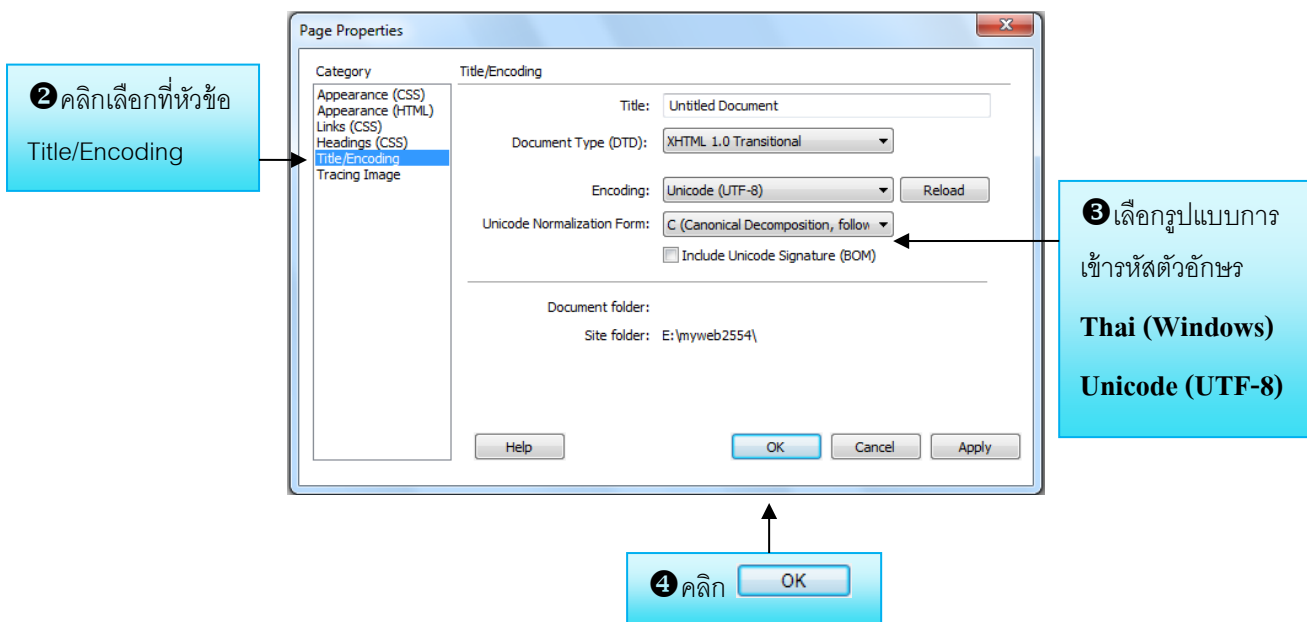 Page Properties
Category
Appearance (CSS)
Appearance (HTML)
Links (CSS)
Headings (CSS)
Title/Encoding
Tracing Image
Title/Encoding
Title: Untitled Document
Document Type (DTD): XHTML 1.0 Transitional
Encoding: Unicode (UTF-8) Reload
Unicode Normalization Form: C (Canonical Decomposition, follow
Include Unicode Signature (BOM)
Document folder:
Site folder: E:\myweb2554\
Help OK Cancel Apply
❷คลิกเลือกที่หัวข้อ
Title/Encoding
❸เลือกรูปแบบการ
เข้ารหัสตัวอักษร
Thai (Windows)
Unicode (UTF-8)
❹คลิก OK